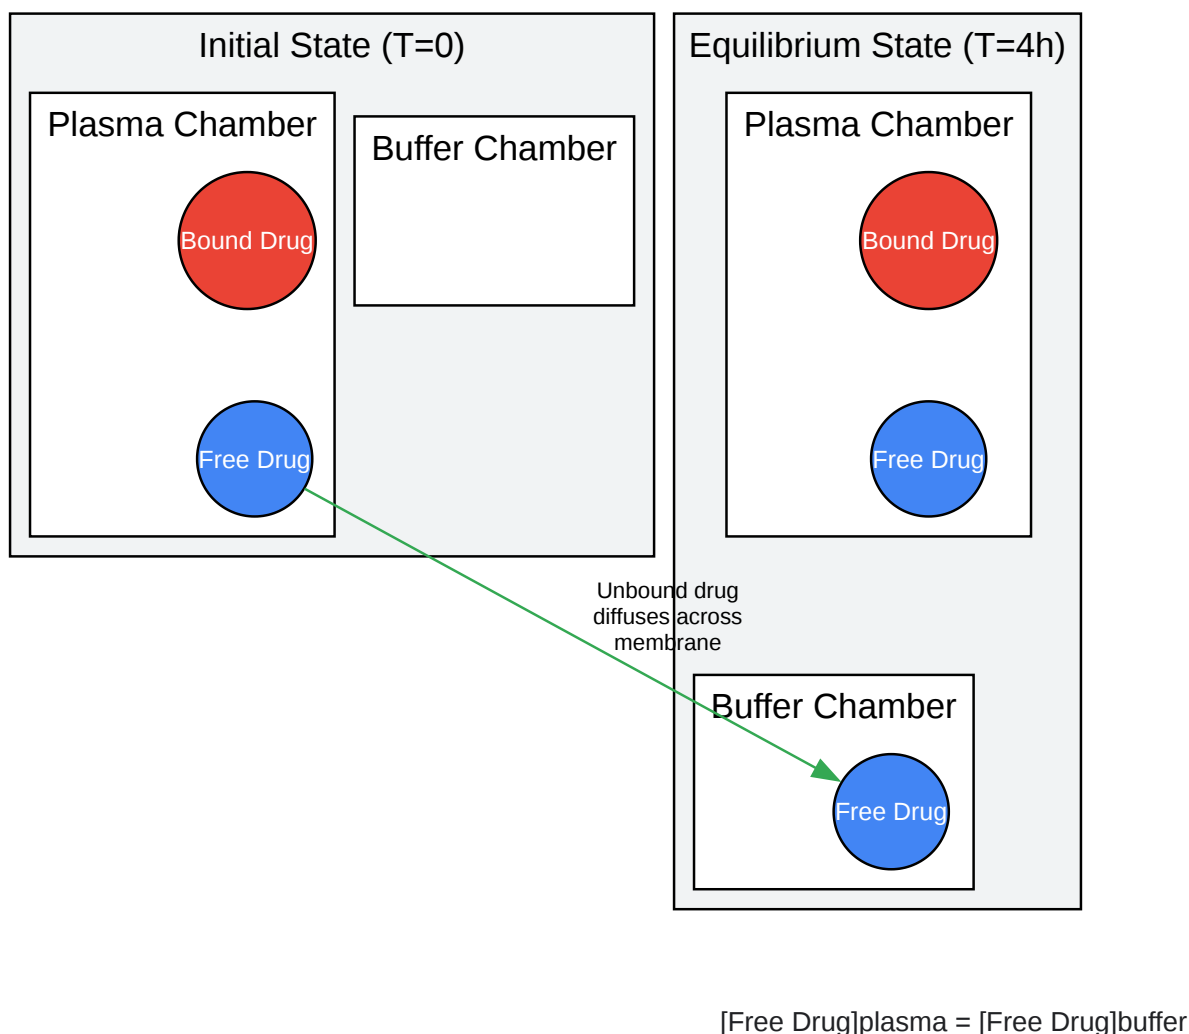 Initial State (T=0)
Plasma Chamber
Bound Drug
Free Drug
Buffer Chamber
Equilibrium State (T=4h)
Plasma Chamber
Bound Drug
Free Drug
Unbound drug
diffuses across
membrane
Buffer Chamber
Free Drug
[Free Drug]plasma = [Free Drug]buffer